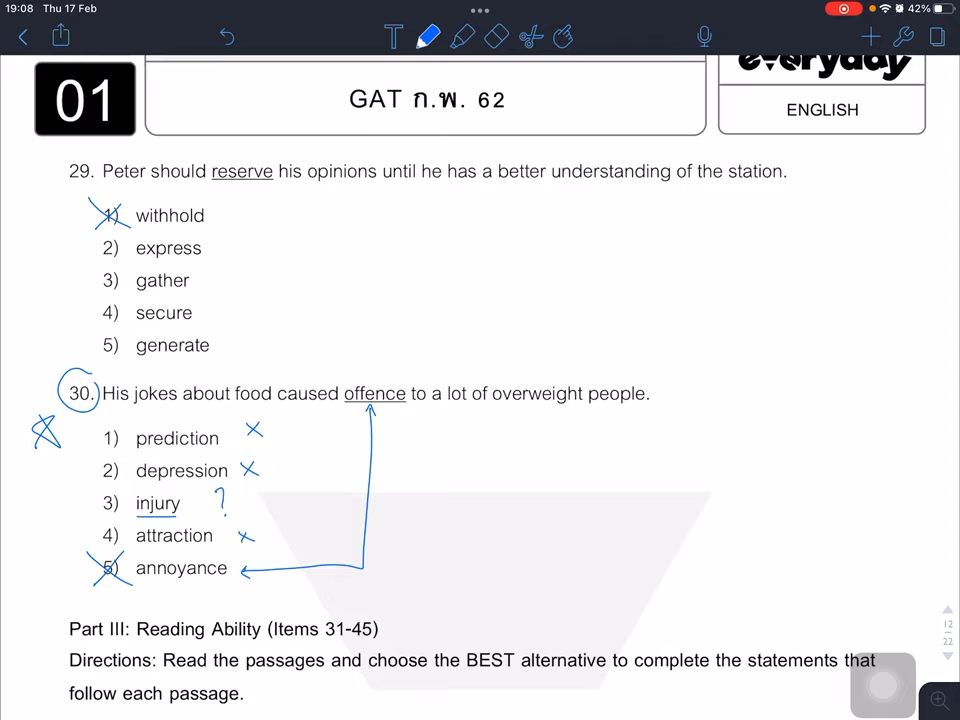 19:08 Thu 17 Feb
42%
everyday
01
GAT ก.พ. 62
ENGLISH
29. Peter should reserve his opinions until he has a better understanding of the station.
1) withhold
2) express
3) gather
4) secure
5) generate
30. His jokes about food caused offence to a lot of overweight people.
1) prediction ×
2) depression ×
3) injury ?
4) attraction ×
5) annoyance
Part III: Reading Ability (Items 31-45)
Directions: Read the passages and choose the BEST alternative to complete the statements that
follow each passage.
12
22